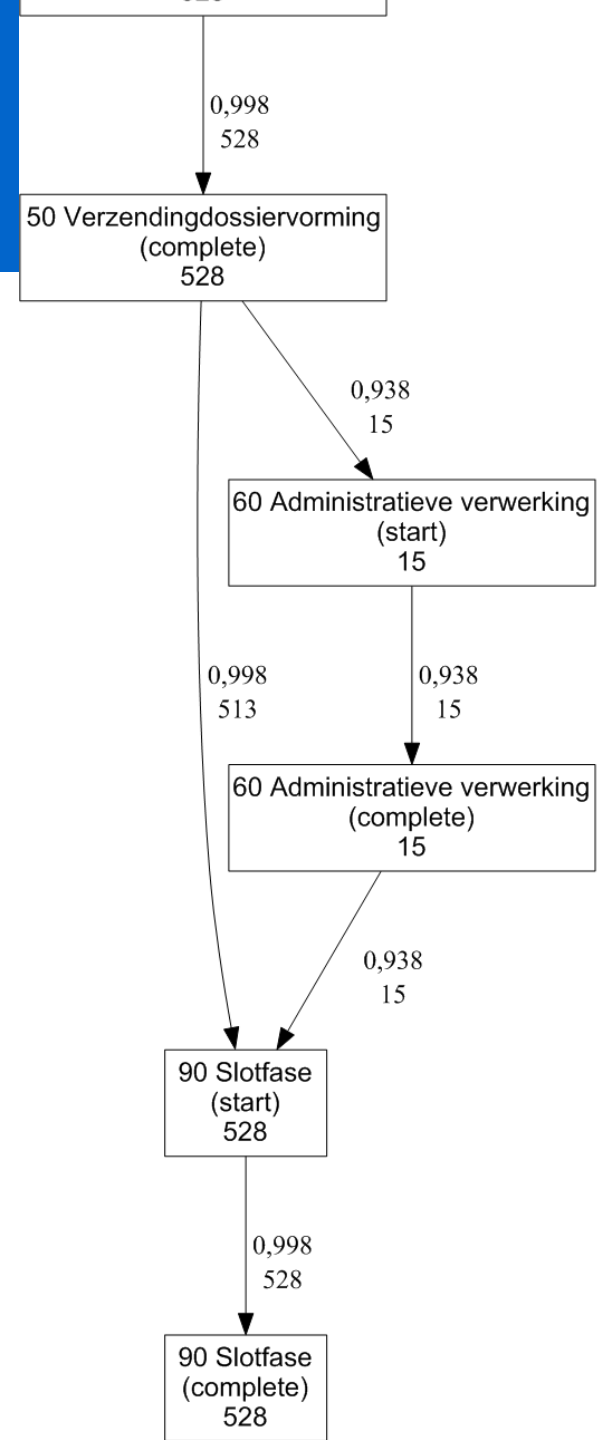 0,998
528
50 Verzendingdossiervorming
(complete)
528
0,938
15
60 Administratieve verwerking
(start)
15
0,998
513
0,938
15
60 Administratieve verwerking
(complete)
15
0,938
15
90 Slotfase
(start)
528
0,998
528
90 Slotfase
(complete)
528